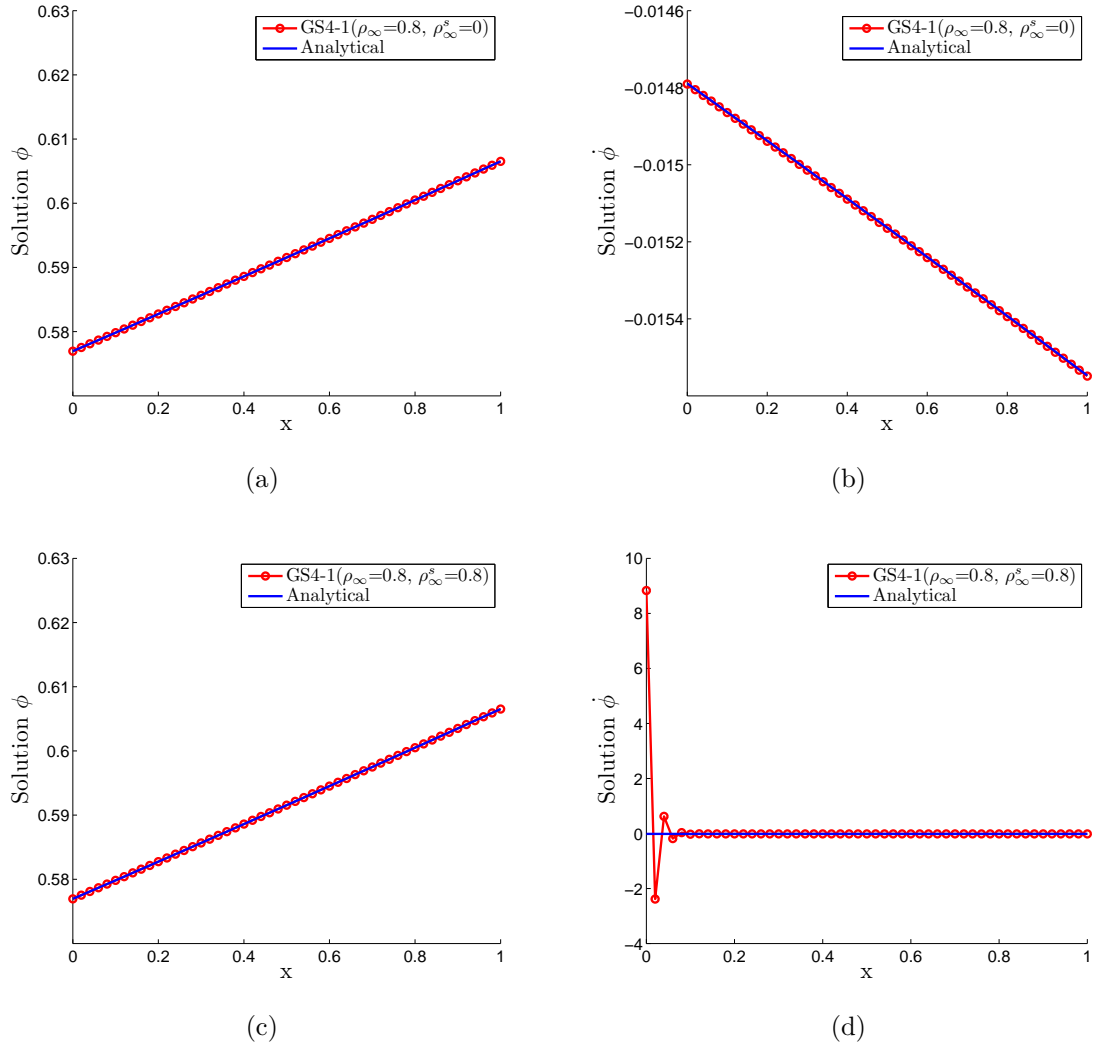 0.63
0.62
0.61
0.6
0.59
0.58
0
0.2
0.4
0.6
0.8
1
x
Solution ϕ
GS4-1(ρ∞=0.8, ρˢ∞=0)
Analytical
(a)
−0.0146
−0.0148
−0.015
−0.0152
−0.0154
0
0.2
0.4
0.6
0.8
1
x
Solution ϕ̇
GS4-1(ρ∞=0.8, ρˢ∞=0)
Analytical
(b)
0.63
0.62
0.61
0.6
0.59
0.58
0
0.2
0.4
0.6
0.8
1
x
Solution ϕ
GS4-1(ρ∞=0.8, ρˢ∞=0.8)
Analytical
(c)
10
8
6
4
2
0
−2
−4
0
0.2
0.4
0.6
0.8
1
x
Solution ϕ̇
GS4-1(ρ∞=0.8, ρˢ∞=0.8)
Analytical
(d)